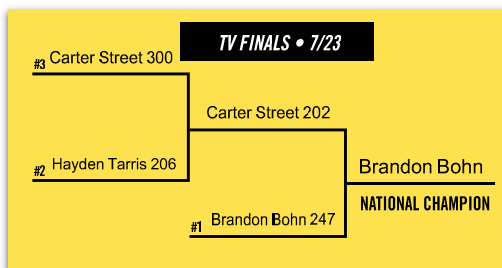 TV FINALS • 7/23
#3 Carter Street 300
Carter Street 202
#2 Hayden Tarris 206
Brandon Bohn
NATIONAL CHAMPION
#1 Brandon Bohn 247